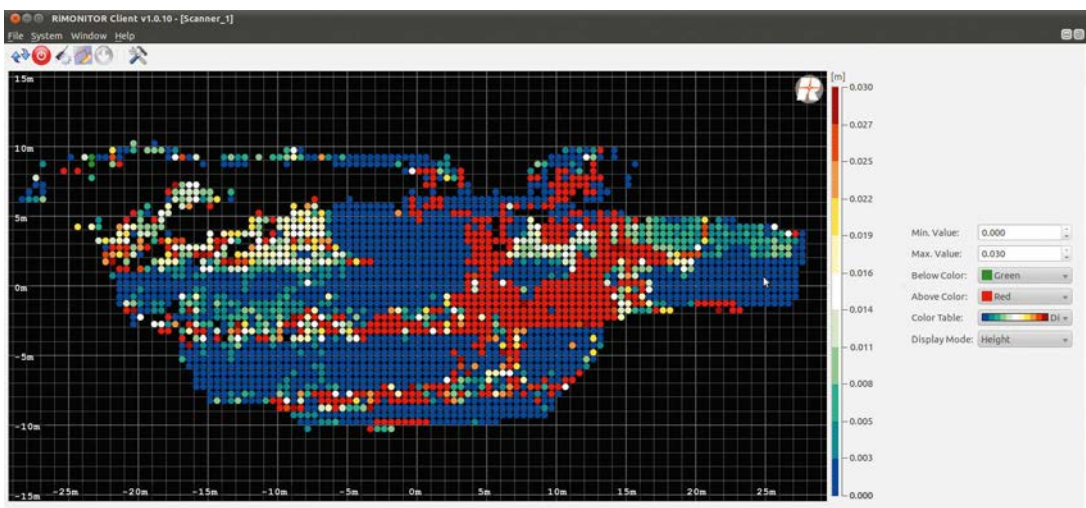 RiMONITOR Client v1.0.10 - [Scanner_1]
File System Window Help
[m]
15m
10m
5m
0m
-5m
-10m
-15m
-25m -20m -15m -10m -5m 0m 5m 10m 15m 20m 25m
0.030
0.027
0.025
0.022
0.019
0.016
0.014
0.011
0.008
0.005
0.003
0.000
R
Min. Value: 0.000
Max. Value: 0.030
Below Color: Green
Above Color: Red
Color Table: Di
Display Mode: Height